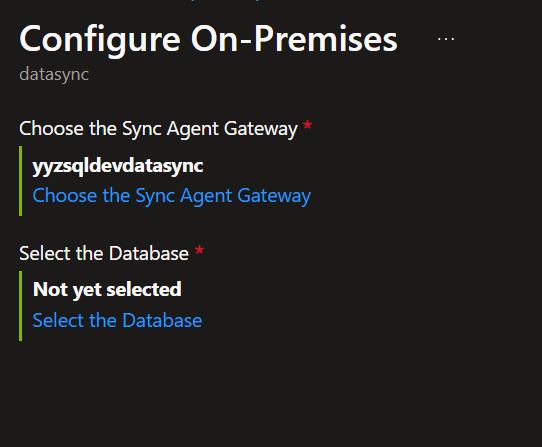 Configure On-Premises ...
datasync
Choose the Sync Agent Gateway *
yyzsqldevdatasync
Choose the Sync Agent Gateway
Select the Database *
Not yet selected
Select the Database